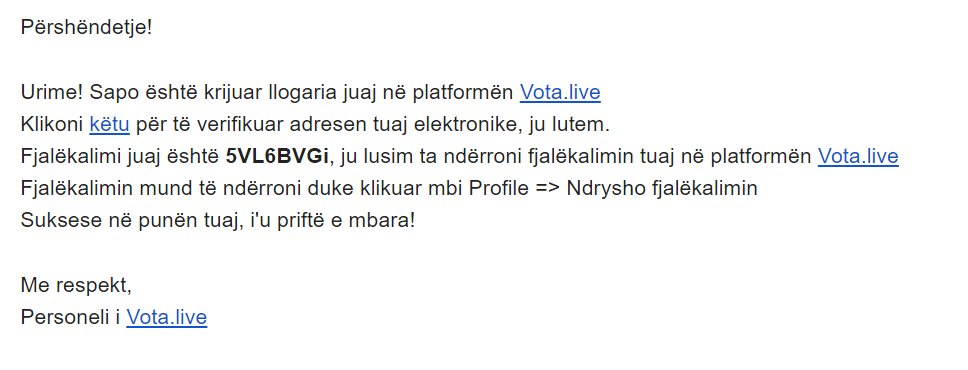 Përshëndetje!
Urime! Sapo është krijuar llogaria juaj në platformën Vota.live
Klikoni këtu për të verifikuar adresen tuaj elektronike, ju lutem.
Fjalëkalimi juaj është 5VL6BVGi, ju lusim ta ndërroni fjalëkalimin tuaj në platformën Vota.live
Fjalëkalimin mund të ndërroni duke klikuar mbi Profile => Ndrysho fjalëkalimin
Suksese në punën tuaj, i'u priftë e mbara!
Me respekt,
Personeli i Vota.live